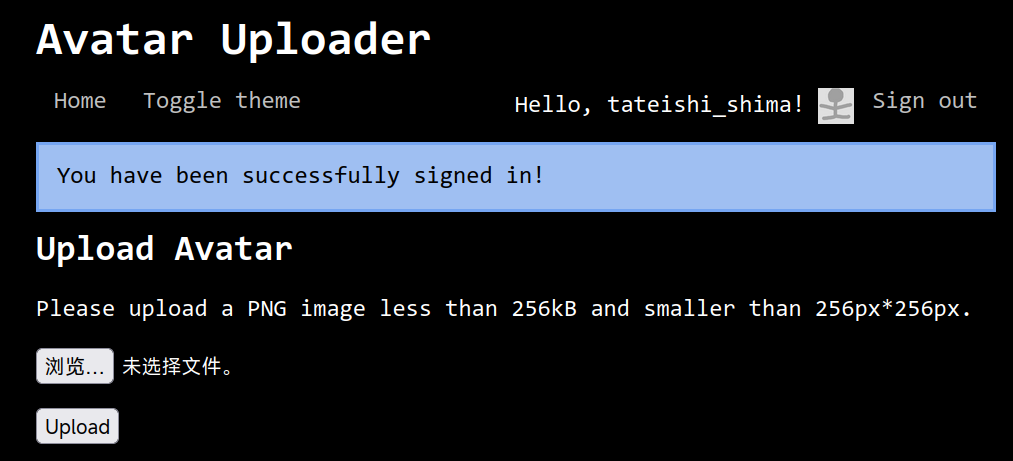 Avatar Uploader
Home Toggle theme Hello, tateishi_shima! Sign out
You have been successfully signed in!
Upload Avatar
Please upload a PNG image less than 256kB and smaller than 256px*256px.
浏览… 未选择文件。
Upload